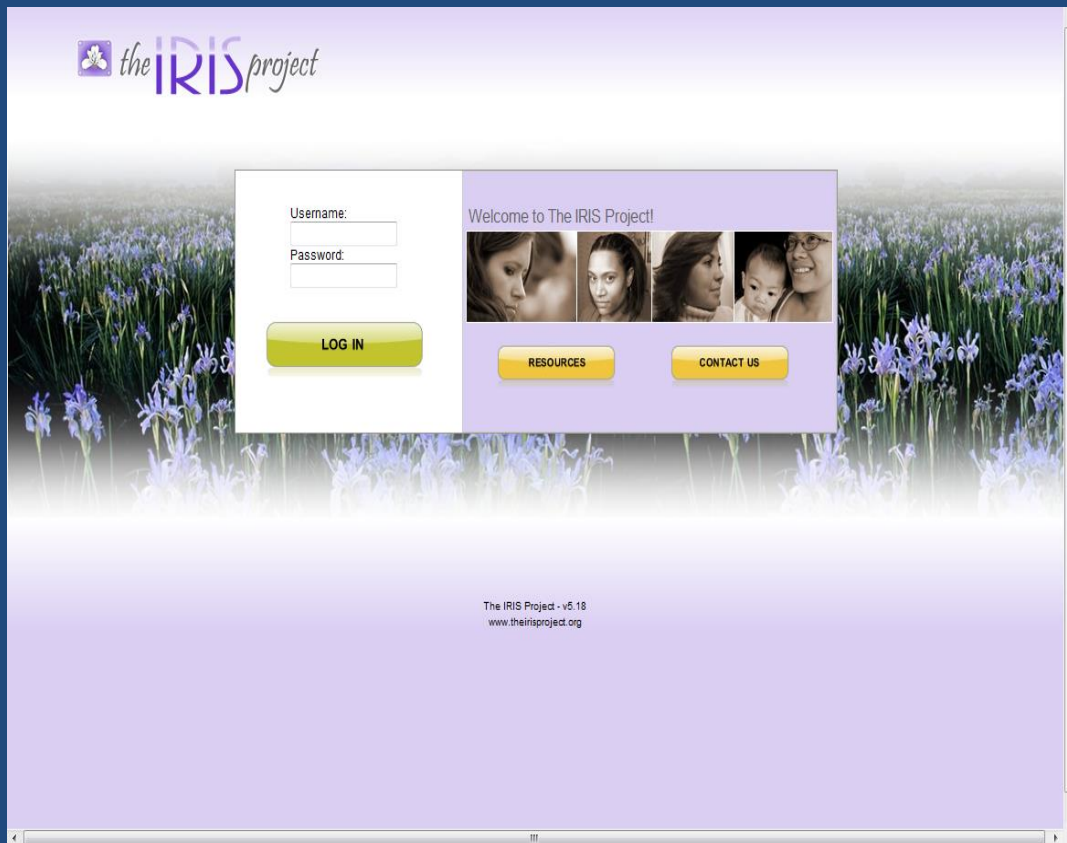 the IRIS project
Username:
Password:
LOG IN
Welcome to The IRIS Project!
RESOURCES
CONTACT US
The IRIS Project - v5.18
www.theirisproject.org